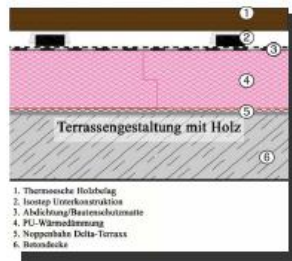 1
2
3
4
5
Terrassengestaltung mit Holz
6
1. Thermoesche Holzbelag
2. Isostep Unterkonstruktion
3. Abdichtung/Bautenschutzmatte
4. PU-Wärmedämmung
5. Noppenbahn Delta-Terraxx
6. Betondecke